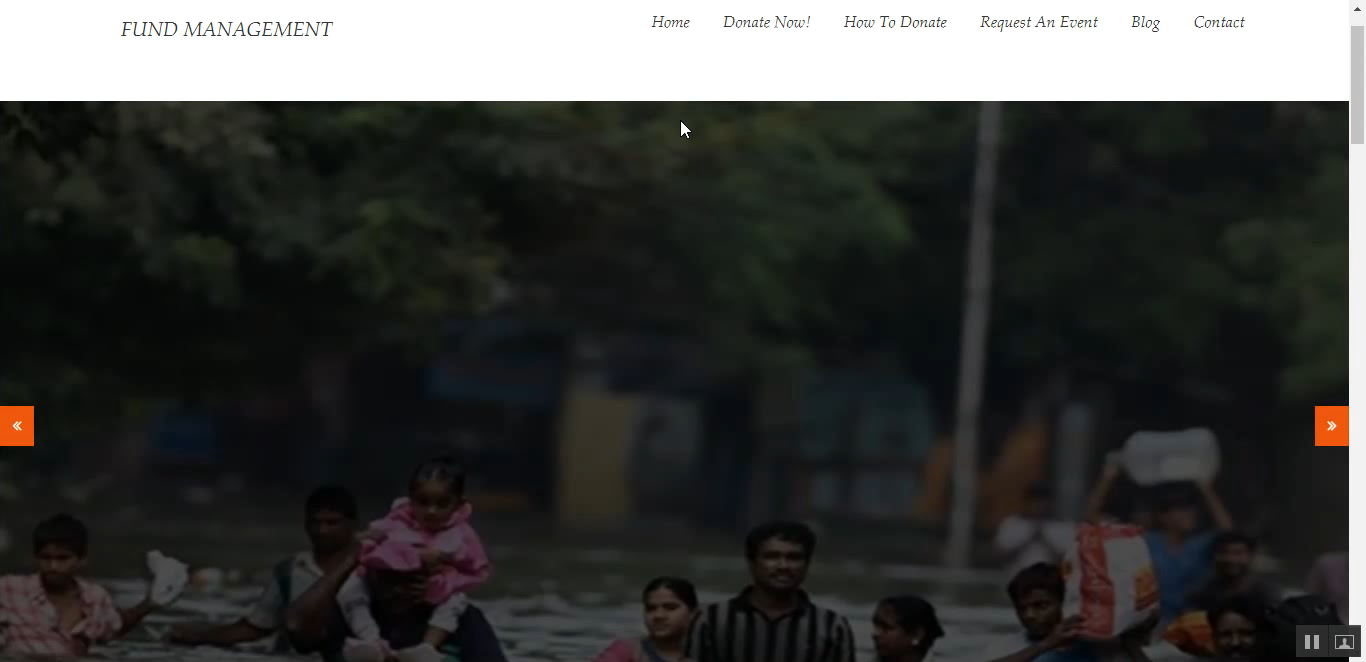 FUND MANAGEMENT
Home Donate Now! How To Donate Request An Event Blog Contact